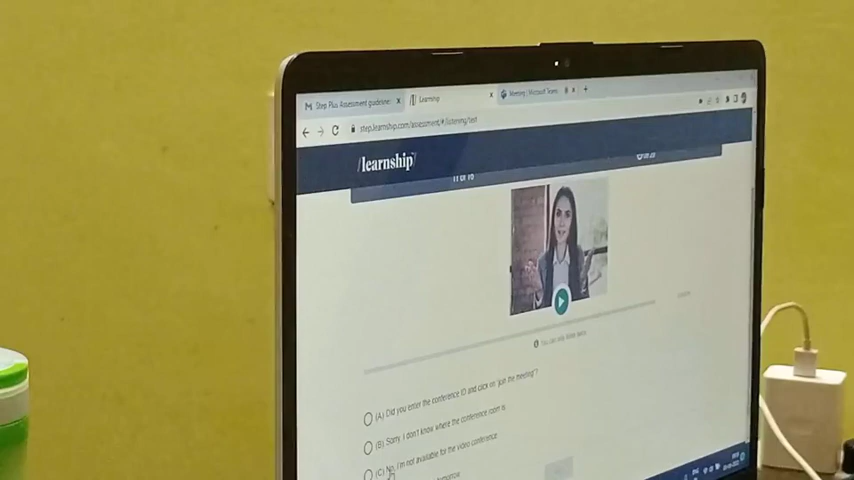 Step Plus Assessment guideline
learnship
Meeting | Microsoft Teams
step.learnship.com/assessment/#/listening/test
/learnship/
11 of 16
You can only listen twice
(A) Did you enter the conference ID and click on "join the meeting"?
(B) Sorry, I don't know where the conference room is
(C) No, I'm not available for the video conference
tomorrow